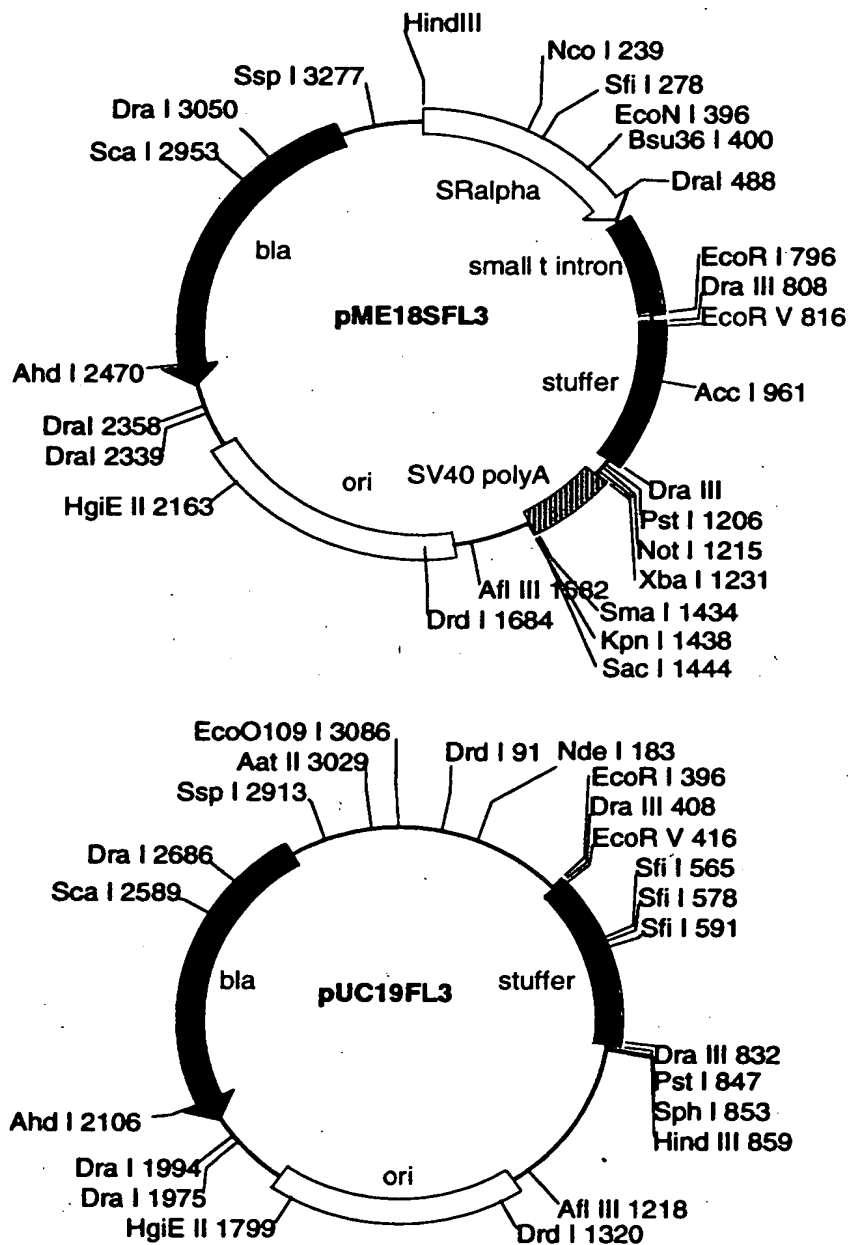 HindIII
Nco I 239
Sfi I 278
EcoN I 396
Bsu36 I 400
DraI 488
Ssp I 3277
Dra I 3050
Sca I 2953
SRalpha
bla
small t intron
EcoR I 796
Dra III 808
EcoR V 816
pME18SFL3
stuffer
Acc I 961
Ahd I 2470
DraI 2358
DraI 2339
HgiE II 2163
ori
SV40 polyA
Dra III
Pst I 1206
Not I 1215
Xba I 1231
Afl III 1582
Drd I 1684
Sma I 1434
Kpn I 1438
Sac I 1444
EcoO109 I 3086
Aat II 3029
Ssp I 2913
Drd I 91
Nde I 183
EcoR I 396
Dra III 408
EcoR V 416
Dra I 2686
Sca I 2589
Sfi I 565
Sfi I 578
Sfi I 591
bla
pUC19FL3
stuffer
Dra III 832
Pst I 847
Sph I 853
Hind III 859
Ahd I 2106
Dra I 1994
Dra I 1975
HgiE II 1799
ori
Afl III 1218
Drd I 1320